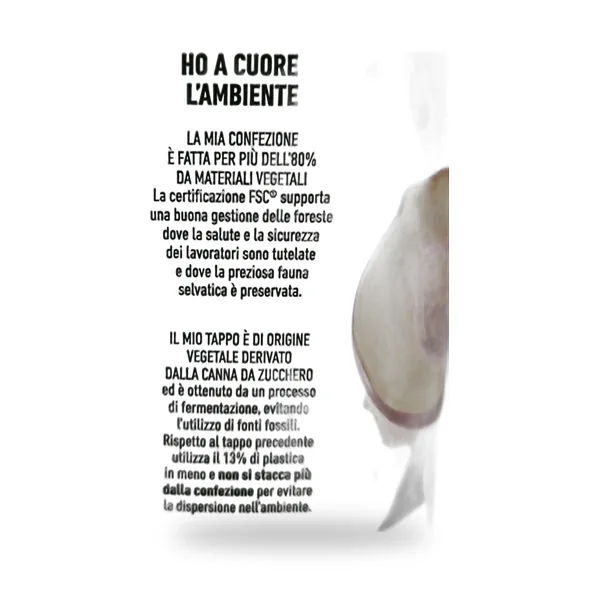 HO A CUORE
L'AMBIENTE
LA MIA CONFEZIONE
È FATTA PER PIÙ DELL'80%
DA MATERIALI VEGETALI
La certificazione FSC® supporta
una buona gestione delle foreste
dove la salute e la sicurezza
dei lavoratori sono tutelate
e dove la preziosa fauna
selvatica è preservata.
IL MIO TAPPO È DI ORIGINE
VEGETALE DERIVATO
DALLA CANNA DA ZUCCHERO
ed è ottenuto da un processo
di fermentazione, evitando
l'utilizzo di fonti fossili.
Rispetto al tappo precedente
utilizza il 13% di plastica
in meno e non si stacca più
dalla confezione per evitare
la dispersione nell'ambiente.